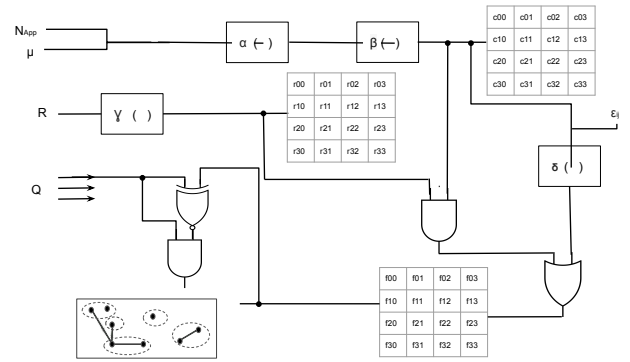 N_App
μ
α ( )
β( )
c00 c01 c02 c03
c10 c11 c12 c13
c20 c21 c22 c23
c30 c31 c32 c33
R
γ ( )
r00 r01 r02 r03
r10 r11 r12 r13
r20 r21 r22 r23
r30 r31 r32 r33
ε_ij
δ ( )
Q
f00 f01 f02 f03
f10 f11 f12 f13
f20 f21 f22 f23
f30 f31 f32 f33